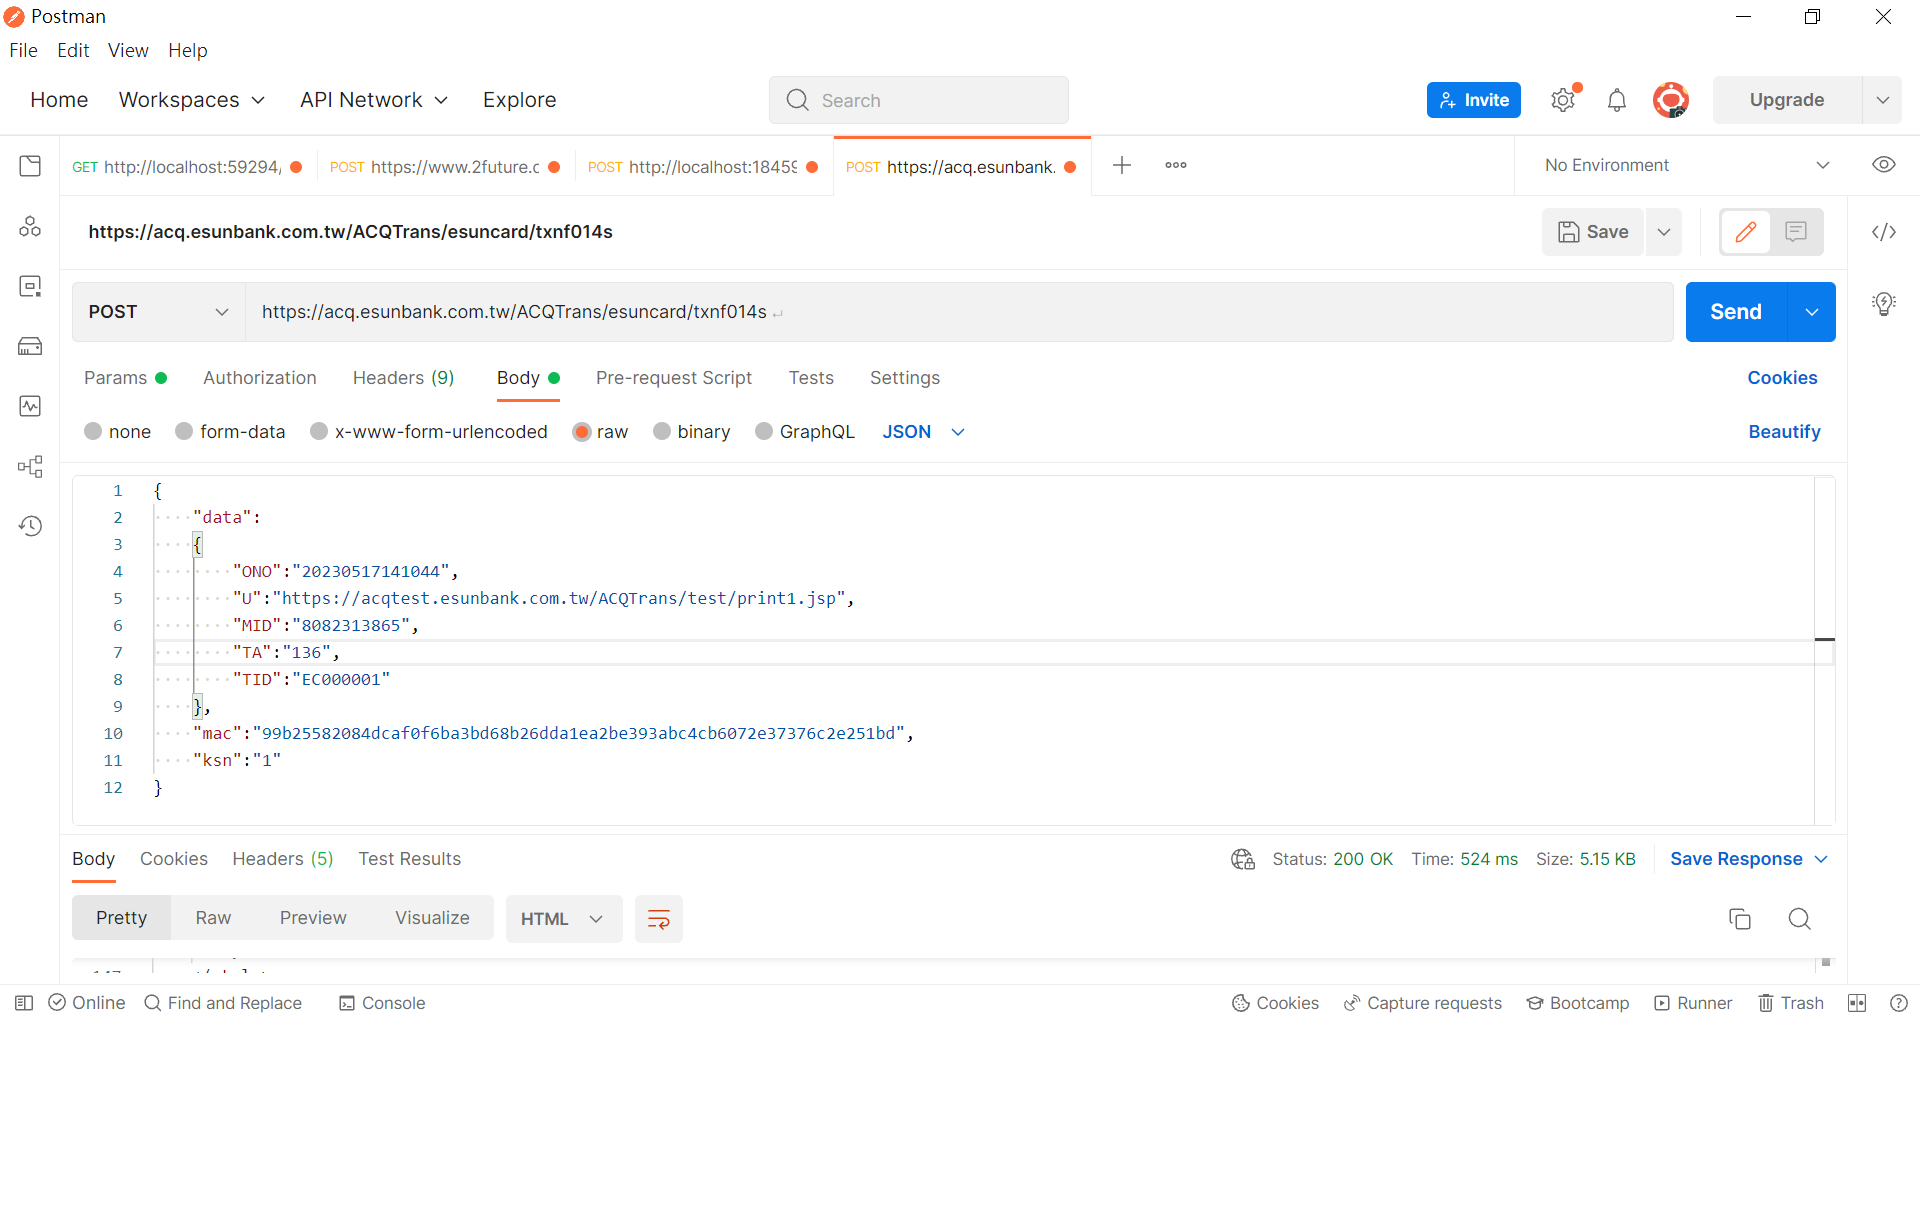 Postman
File Edit View Help
Home Workspaces API Network Explore Search Invite Upgrade
GET http://localhost:59294/ POST https://www.2future.c POST http://localhost:18459 POST https://acq.esunbank. No Environment
https://acq.esunbank.com.tw/ACQTrans/esuncard/txnf014s Save
POST https://acq.esunbank.com.tw/ACQTrans/esuncard/txnf014s Send
Params Authorization Headers (9) Body Pre-request Script Tests Settings Cookies
none form-data x-www-form-urlencoded raw binary GraphQL JSON Beautify
1 {
2 "data":
3 {
4 "ONO":"20230517141044",
5 "U":"https://acqtest.esunbank.com.tw/ACQTrans/test/print1.jsp",
6 "MID":"8082313865",
7 "TA":"136",
8 "TID":"EC000001"
9 },
10 "mac":"99b25582084dcaf0f6ba3bd68b26dda1ea2be393abc4cb6072e37376c2e251bd",
11 "ksn":"1"
12 }
Body Cookies Headers (5) Test Results Status: 200 OK Time: 524 ms Size: 5.15 KB Save Response
Pretty Raw Preview Visualize HTML
Online Find and Replace Console Cookies Capture requests Bootcamp Runner Trash